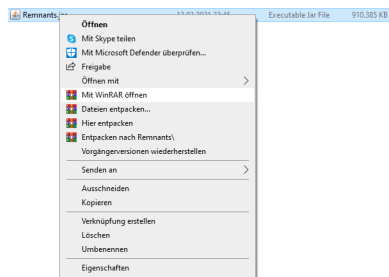 Remnants.jar 12.02.2021 22:45 Executable Jar File 910.385 KB
Öffnen
Mit Skype teilen
Mit Microsoft Defender überprüfen...
Freigabe
Öffnen mit
Mit WinRAR öffnen
Dateien entpacken...
Hier entpacken
Entpacken nach Remnants\
Vorgängerversionen wiederherstellen
Senden an
Ausschneiden
Kopieren
Verknüpfung erstellen
Löschen
Umbenennen
Eigenschaften